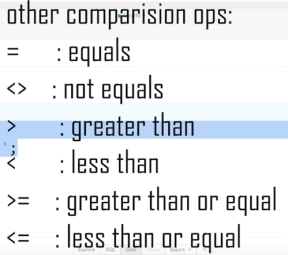 other comparision ops:
= : equals
<> : not equals
> : greater than
';
< : less than
>= : greater than or equal
<= : less than or equal